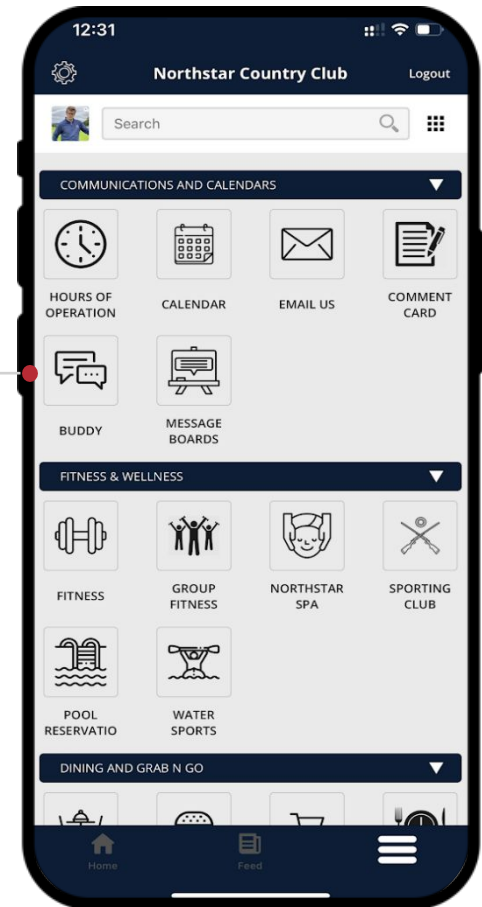 12:31
Northstar Country Club
Logout
Search
COMMUNICATIONS AND CALENDARS
HOURS OF
OPERATION
CALENDAR
EMAIL US
COMMENT
CARD
BUDDY
MESSAGE
BOARDS
FITNESS & WELLNESS
FITNESS
GROUP
FITNESS
NORTHSTAR
SPA
SPORTING
CLUB
POOL
RESERVATIO
WATER
SPORTS
DINING AND GRAB N GO
Home
Feed